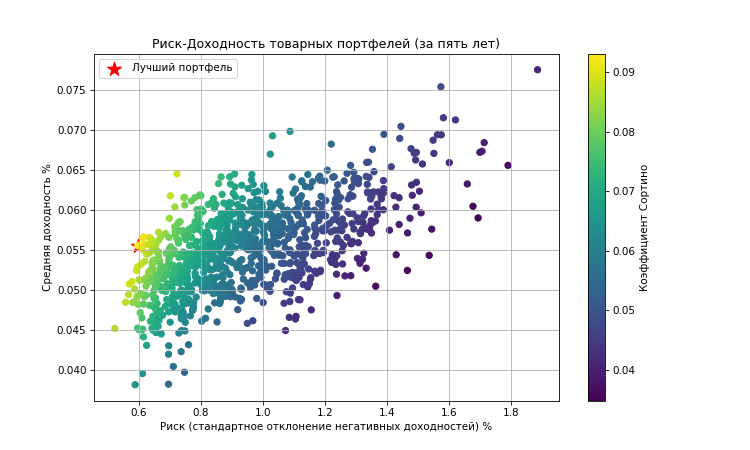 Риск-Доходность товарных портфелей (за пять лет)
Лучший портфель
Средняя доходность %
0.075
0.070
0.065
0.060
0.055
0.050
0.045
0.040
0.6 0.8 1.0 1.2 1.4 1.6 1.8
Риск (стандартное отклонение негативных доходностей) %
0.09
0.08
0.07
0.06
0.05
0.04
Коэффициент Сортино